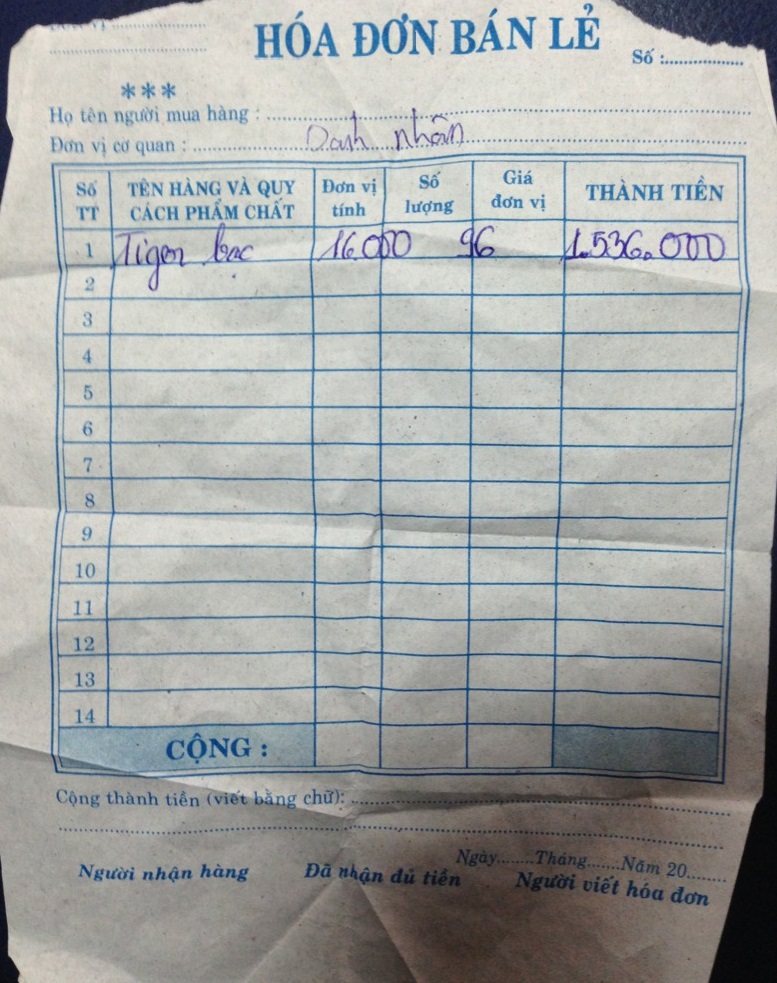 HÓA ĐƠN BÁN LẺ
Số :
***
Họ tên người mua hàng :
Đơn vị cơ quan : Danh nhân
Số TT TÊN HÀNG VÀ QUY CÁCH PHẨM CHẤT Đơn vị tính Số lượng Giá đơn vị THÀNH TIỀN
1 Tiger bạc 16.000 96 1.536.000
2
3
4
5
6
7
8
9
10
11
12
13
14
CỘNG :
Cộng thành tiền (viết bằng chữ):
Ngày........Tháng.......Năm 20.......
Người nhận hàng Đã nhận đủ tiền Người viết hóa đơn